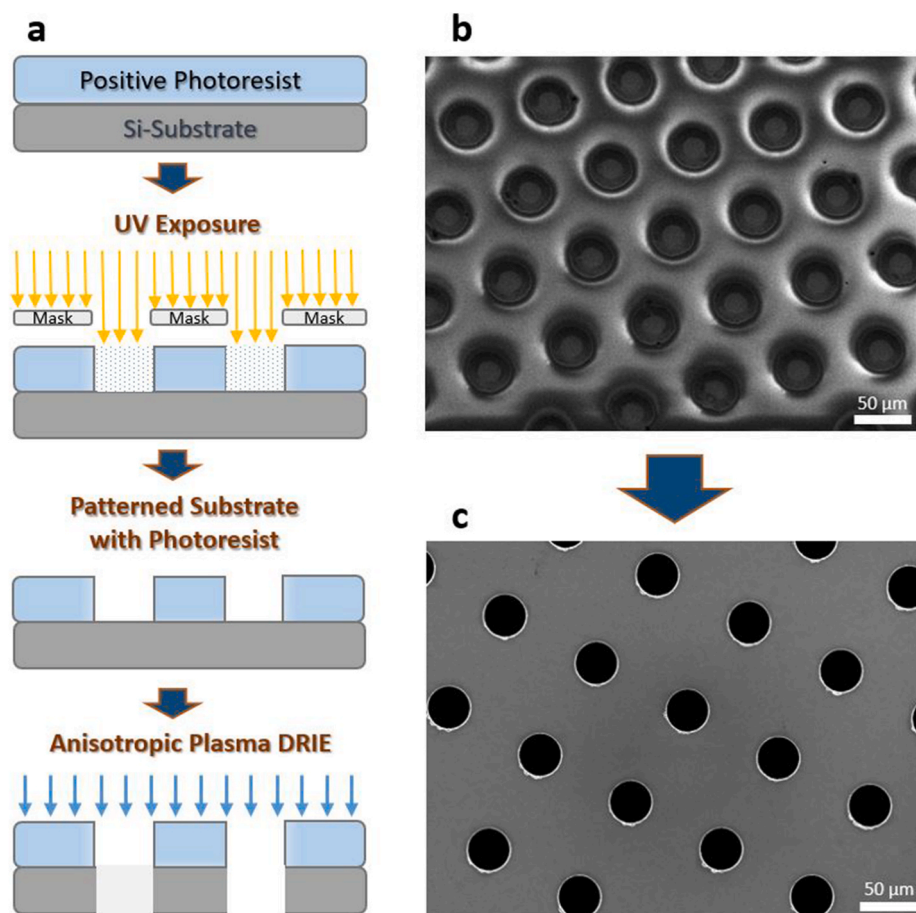 a
Positive Photoresist
Si-Substrate
UV Exposure
Mask
Mask
Mask
Patterned Substrate
with Photoresist
Anisotropic Plasma DRIE
b
50 µm
c
50 µm